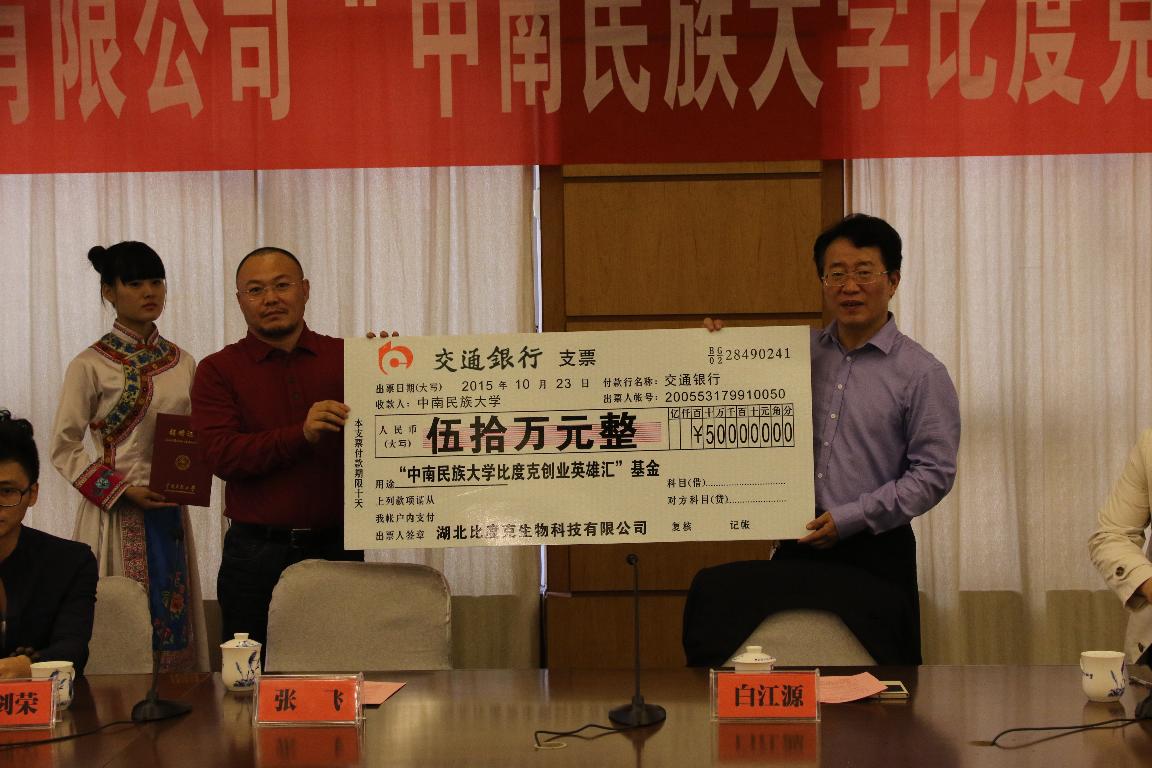 有限公司“中南民族大学比度克
交通銀行 支票
BG
02 28490241
出票日期(大写) 2015 年 10 月 23 日 付款行名称: 交通银行
收款人: 中南民族大学 出票人帐号: 200553179910050
人民币
(大写) 伍拾万元整
亿仟百十万千百十元角分
¥50000000
本支票付款期限十天
“中南民族大学比度克创业英雄汇”基金
用途
科目(借)
上列款项请从
对方科目(贷)
我帐户内支付
出票人签章 湖北比度克生物科技有限公司 复核 记帐
荣
张飞
白江源